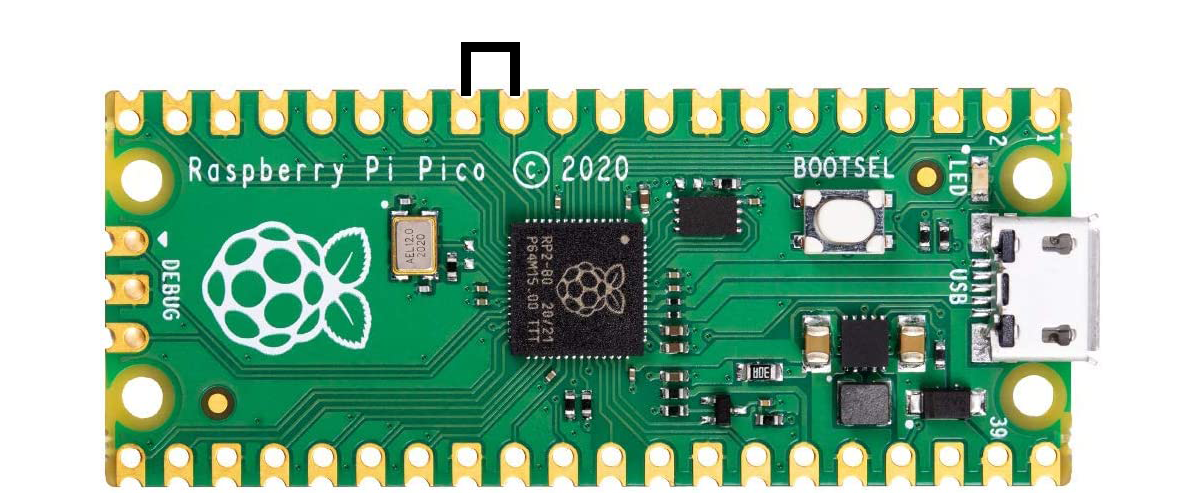 2
1
Raspberry Pi Pico © 2020
BOOTSEL
LED
AEL12.0
2020
DEBUG
RP2-B0 20/21
P64M15.00 TTT
USB
30A
39